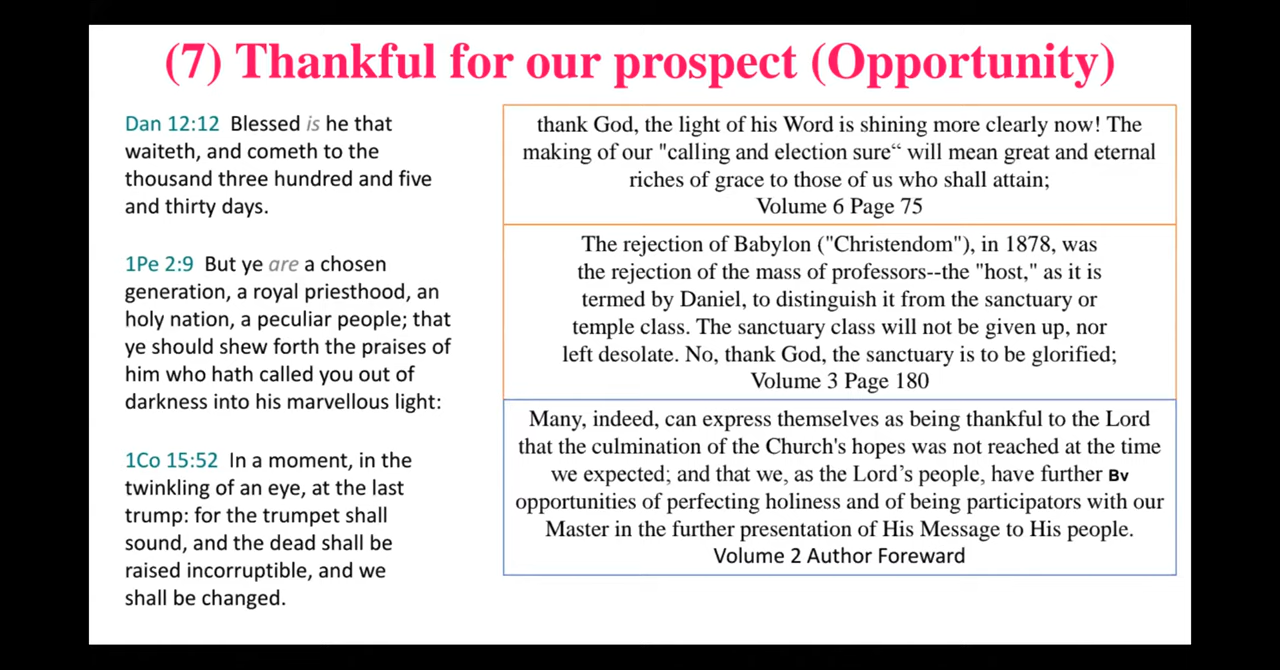 (7) Thankful for our prospect (Opportunity)
Dan 12:12 Blessed is he that
waiteth, and cometh to the
thousand three hundred and five
and thirty days.
1Pe 2:9 But ye are a chosen
generation, a royal priesthood, an
holy nation, a peculiar people; that
ye should shew forth the praises of
him who hath called you out of
darkness into his marvellous light:
1Co 15:52 In a moment, in the
twinkling of an eye, at the last
trump: for the trumpet shall
sound, and the dead shall be
raised incorruptible, and we
shall be changed.
thank God, the light of his Word is shining more clearly now! The
making of our "calling and election sure“ will mean great and eternal
riches of grace to those of us who shall attain;
Volume 6 Page 75
The rejection of Babylon ("Christendom"), in 1878, was
the rejection of the mass of professors--the "host," as it is
termed by Daniel, to distinguish it from the sanctuary or
temple class. The sanctuary class will not be given up, nor
left desolate. No, thank God, the sanctuary is to be glorified;
Volume 3 Page 180
Many, indeed, can express themselves as being thankful to the Lord
that the culmination of the Church's hopes was not reached at the time
we expected; and that we, as the Lord’s people, have further Bv
opportunities of perfecting holiness and of being participators with our
Master in the further presentation of His Message to His people.
Volume 2 Author Foreward